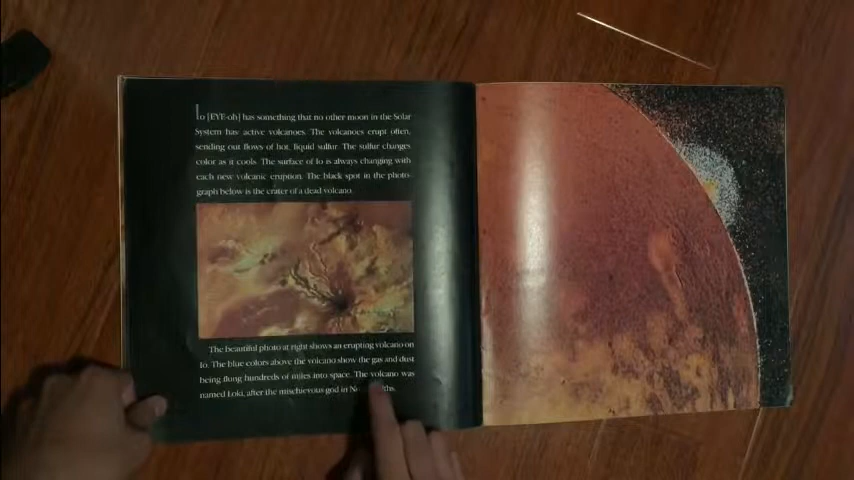 Io [EYE-oh] has something that no other moon in the Solar
System has: active volcanoes. The volcanoes erupt often,
sending out flows of hot, liquid sulfur. The sulfur changes
color as it cools. The surface of Io is always changing with
each new volcanic eruption. The black spot in the photo-
graph below is the crater of a dead volcano.
The beautiful photo at right shows an erupting volcano on
Io. The blue colors above the volcano show the gas and dust
being flung hundreds of miles into space. The volcano was
named Loki, after the mischievous god in